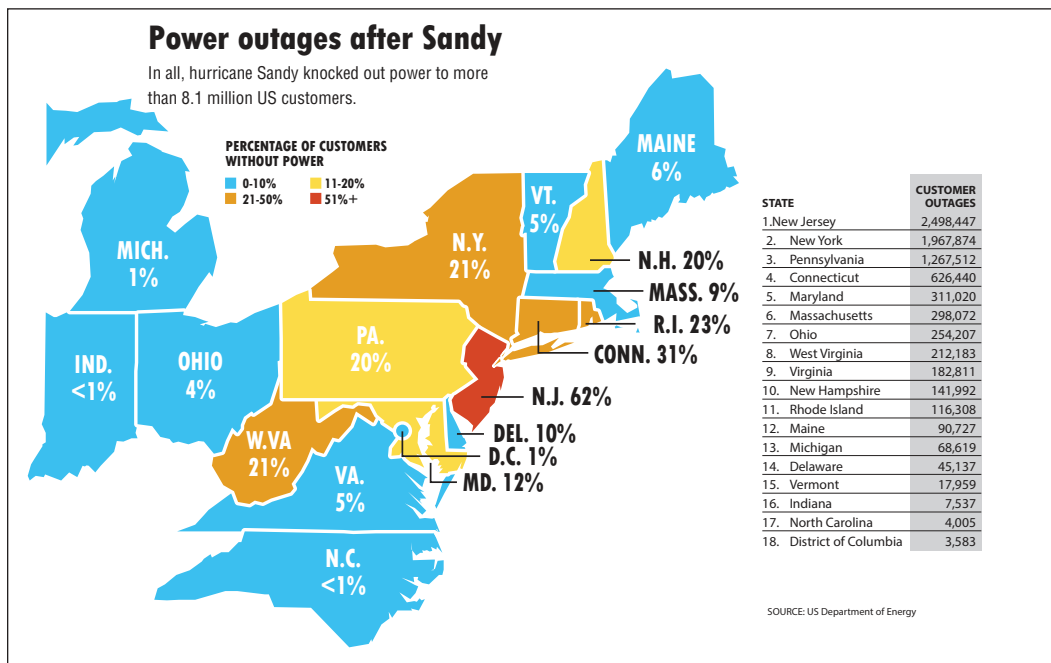 Power outages after Sandy
In all, hurricane Sandy knocked out power to more
than 8.1 million US customers.
PERCENTAGE OF CUSTOMERS
WITHOUT POWER
0-10% 11-20%
21-50% 51%+
MAINE
6%
VT.
5%
N.Y.
21%
N.H. 20%
MASS. 9%
R.I. 23%
CONN. 31%
MICH.
1%
PA.
20%
IND.
<1%
OHIO
4%
N.J. 62%
DEL. 10%
D.C. 1%
MD. 12%
W.VA
21%
VA.
5%
N.C.
<1%
STATE CUSTOMER OUTAGES
1.New Jersey 2,498,447
2. New York 1,967,874
3. Pennsylvania 1,267,512
4. Connecticut 626,440
5. Maryland 311,020
6. Massachusetts 298,072
7. Ohio 254,207
8. West Virginia 212,183
9. Virginia 182,811
10. New Hampshire 141,992
11. Rhode Island 116,308
12. Maine 90,727
13. Michigan 68,619
14. Delaware 45,137
15. Vermont 17,959
16. Indiana 7,537
17. North Carolina 4,005
18. District of Columbia 3,583
SOURCE: US Department of Energy